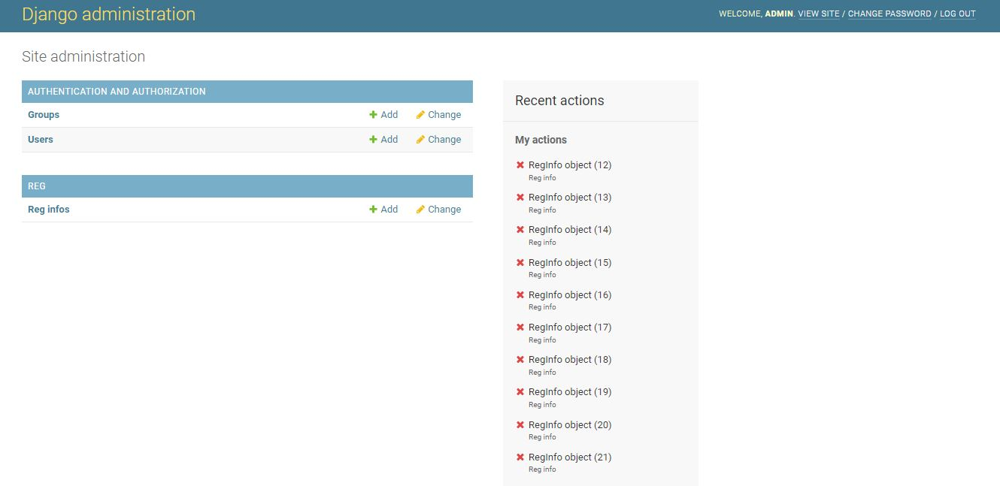 Django administration
WELCOME, ADMIN. VIEW SITE / CHANGE PASSWORD / LOG OUT
Site administration
AUTHENTICATION AND AUTHORIZATION
Groups Add Change
Users Add Change
REG
Reg infos Add Change
Recent actions
My actions
RegInfo object (12)
Reg info
RegInfo object (13)
Reg info
RegInfo object (14)
Reg info
RegInfo object (15)
Reg info
RegInfo object (16)
Reg info
RegInfo object (17)
Reg info
RegInfo object (18)
Reg info
RegInfo object (19)
Reg info
RegInfo object (20)
Reg info
RegInfo object (21)
Reg info